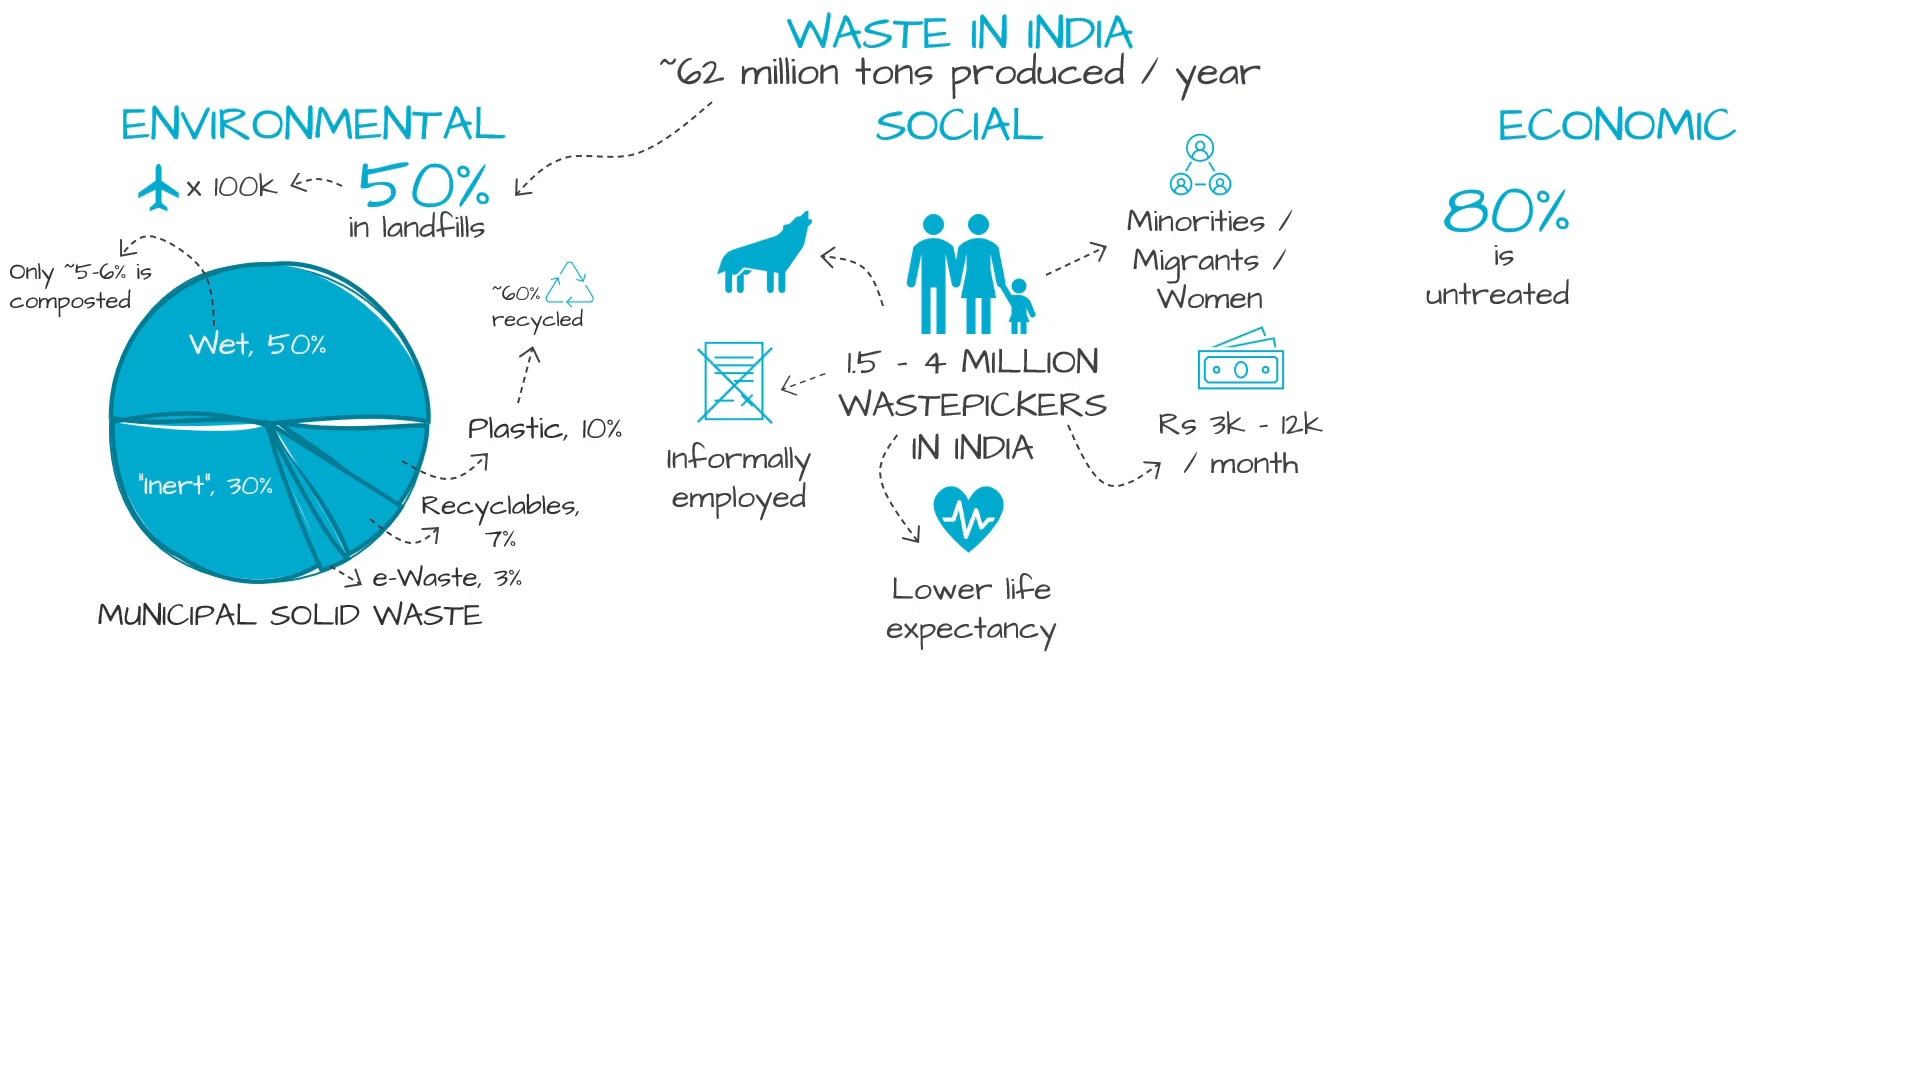 WASTE IN INDIA
~62 million tons produced / year
ENVIRONMENTAL
x 100k
50%
in landfills
Only ~5-6% is
composted
Wet, 50%
"Inert", 30%
~60%
recycled
Plastic, 10%
Recyclables,
7%
e-Waste, 3%
MUNICIPAL SOLID WASTE
SOCIAL
Minorities /
Migrants /
Women
1.5 - 4 MILLION
WASTEPICKERS
IN INDIA
Informally
employed
Rs 3k - 12k
/ month
Lower life
expectancy
ECONOMIC
80%
is
untreated